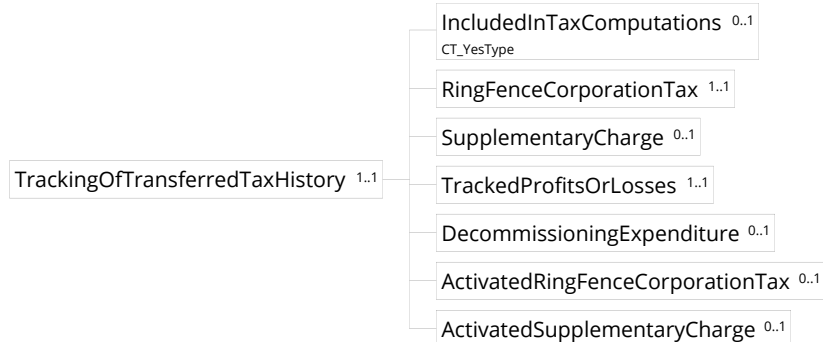 IncludedInTaxComputations 0..1
CT_YesType
RingFenceCorporationTax 1..1
SupplementaryCharge 0..1
TrackingOfTransferredTaxHistory 1..1
TrackedProfitsOrLosses 1..1
DecommissioningExpenditure 0..1
ActivatedRingFenceCorporationTax 0..1
ActivatedSupplementaryCharge 0..1